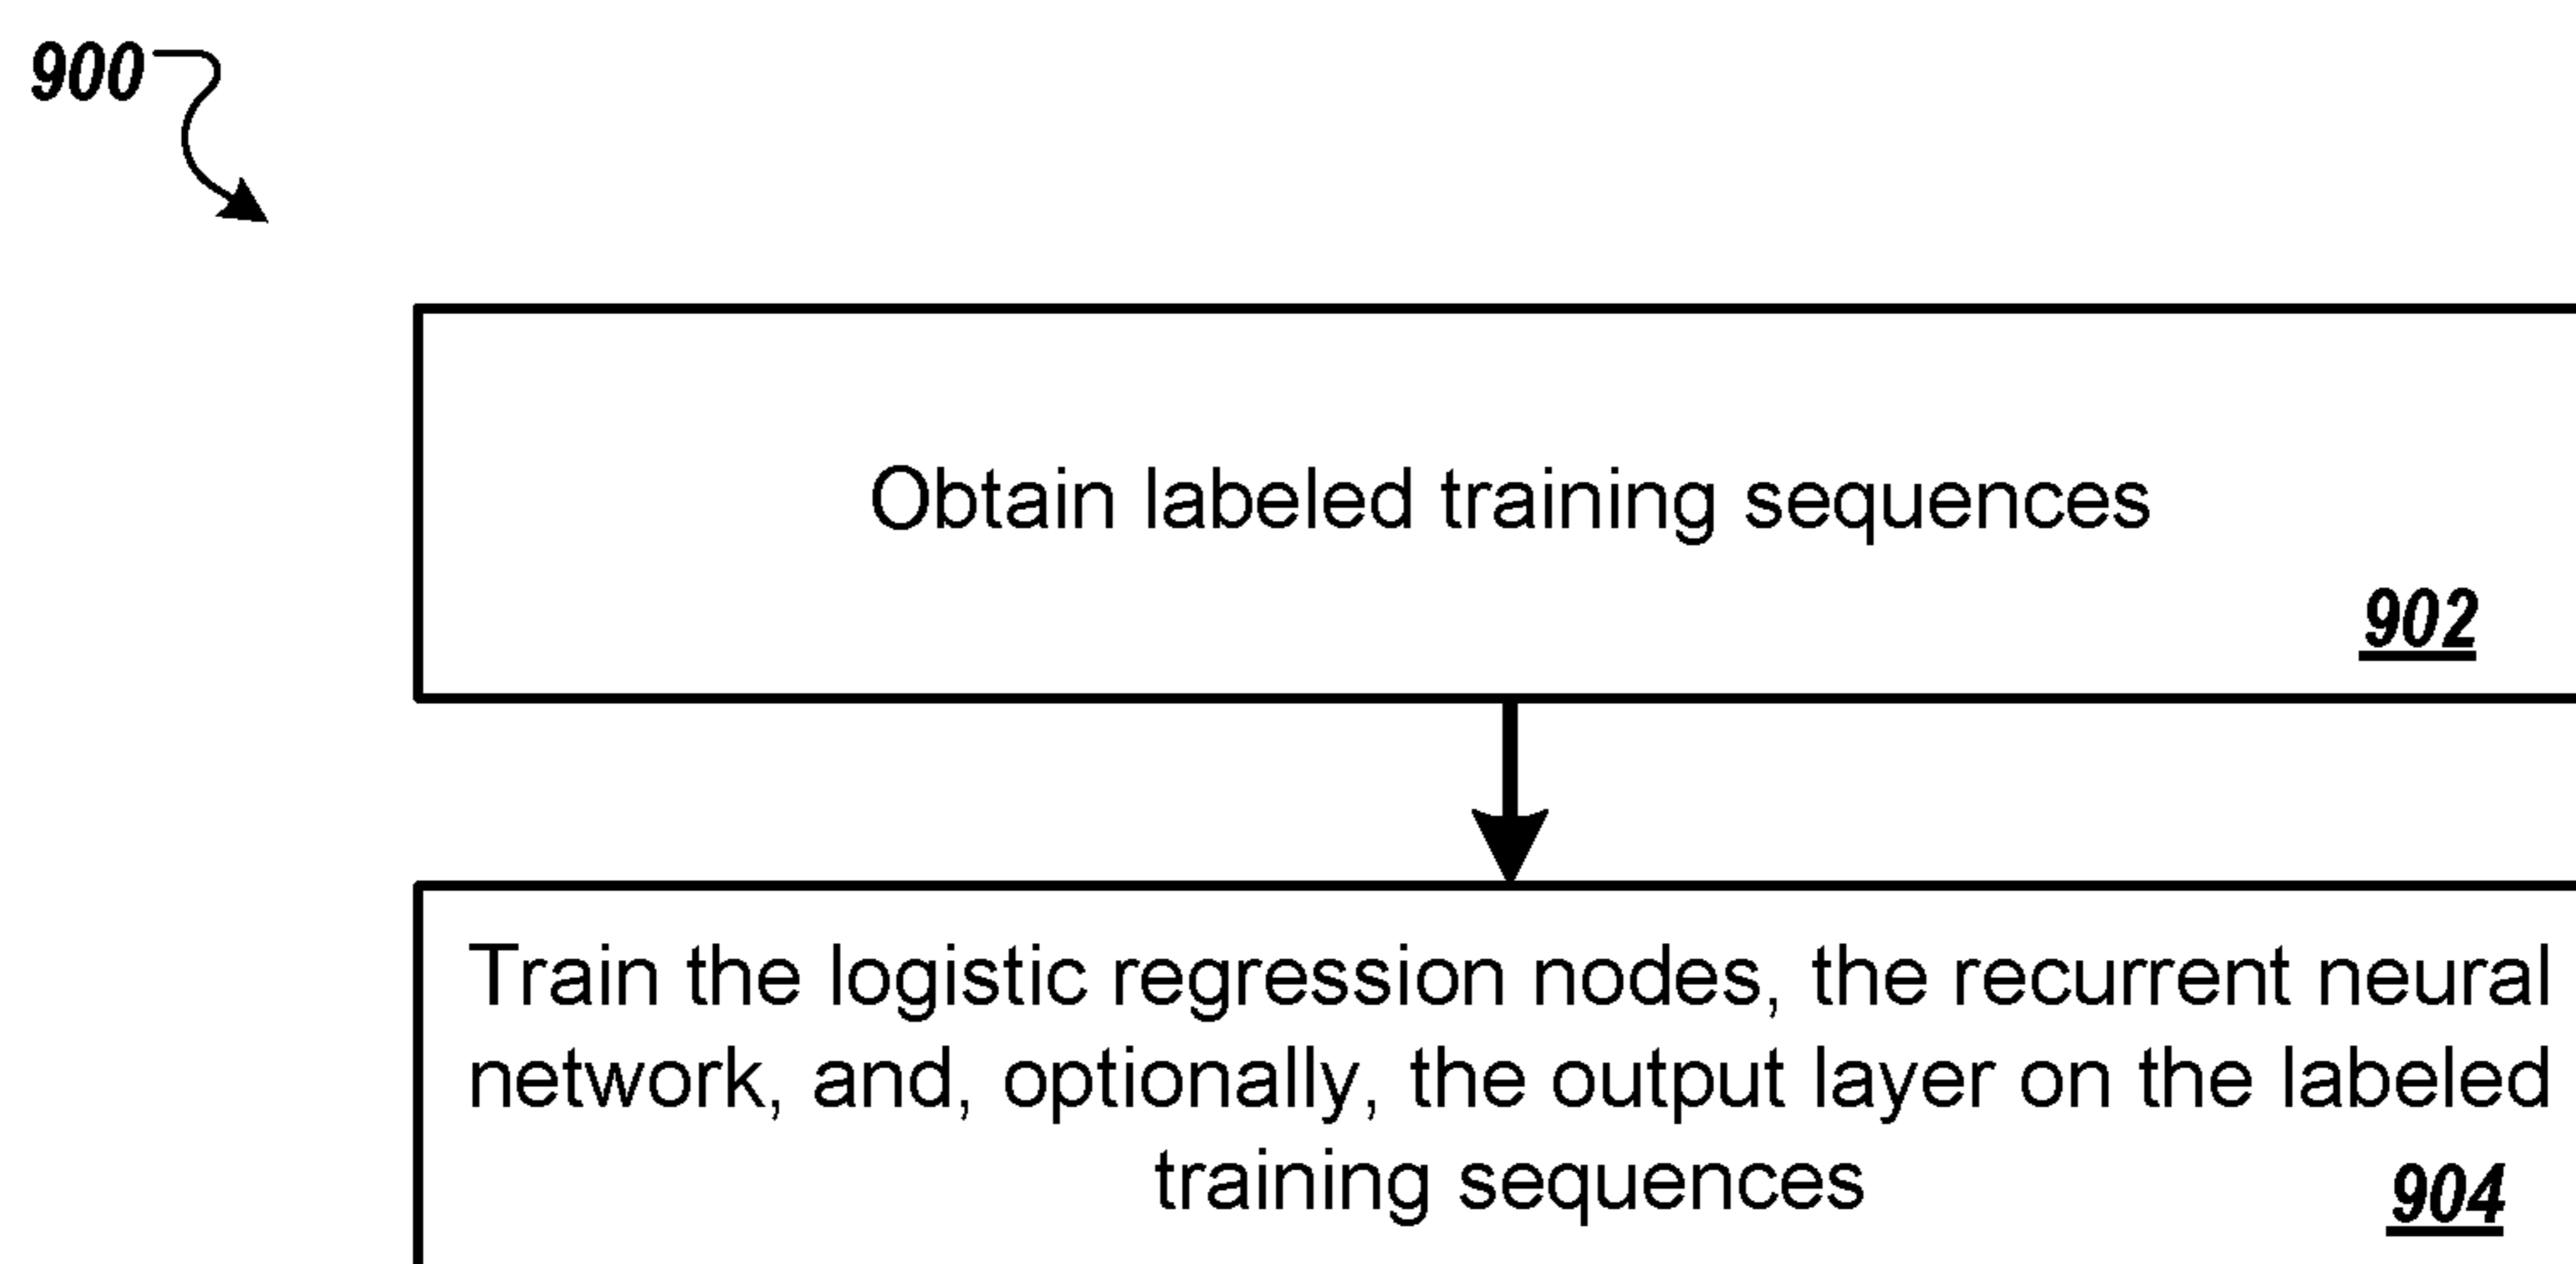 900
Obtain labeled training sequences
902
Train the logistic regression nodes, the recurrent neural
network, and, optionally, the output layer on the labeled
training sequences
904